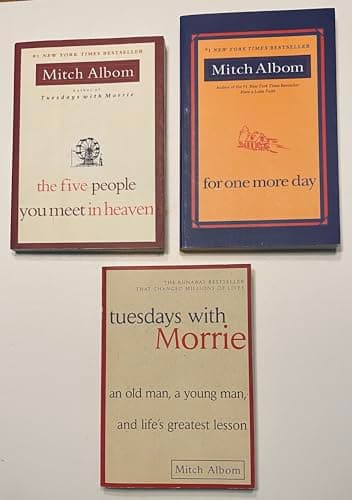 #1 NEW YORK TIMES BESTSELLER
Mitch Albom
Author of
Tuesdays with Morrie
the five people
you meet in heaven
#1 NEW YORK TIMES BESTSELLER
Mitch Albom
Author of the #1 New York Times Bestseller
Have a Little Faith
for one more day
THE RUNAWAY BESTSELLER
THAT CHANGED MILLIONS OF LIVES
tuesdays with
Morrie
an old man, a young man,
and life's greatest lesson
Mitch Albom